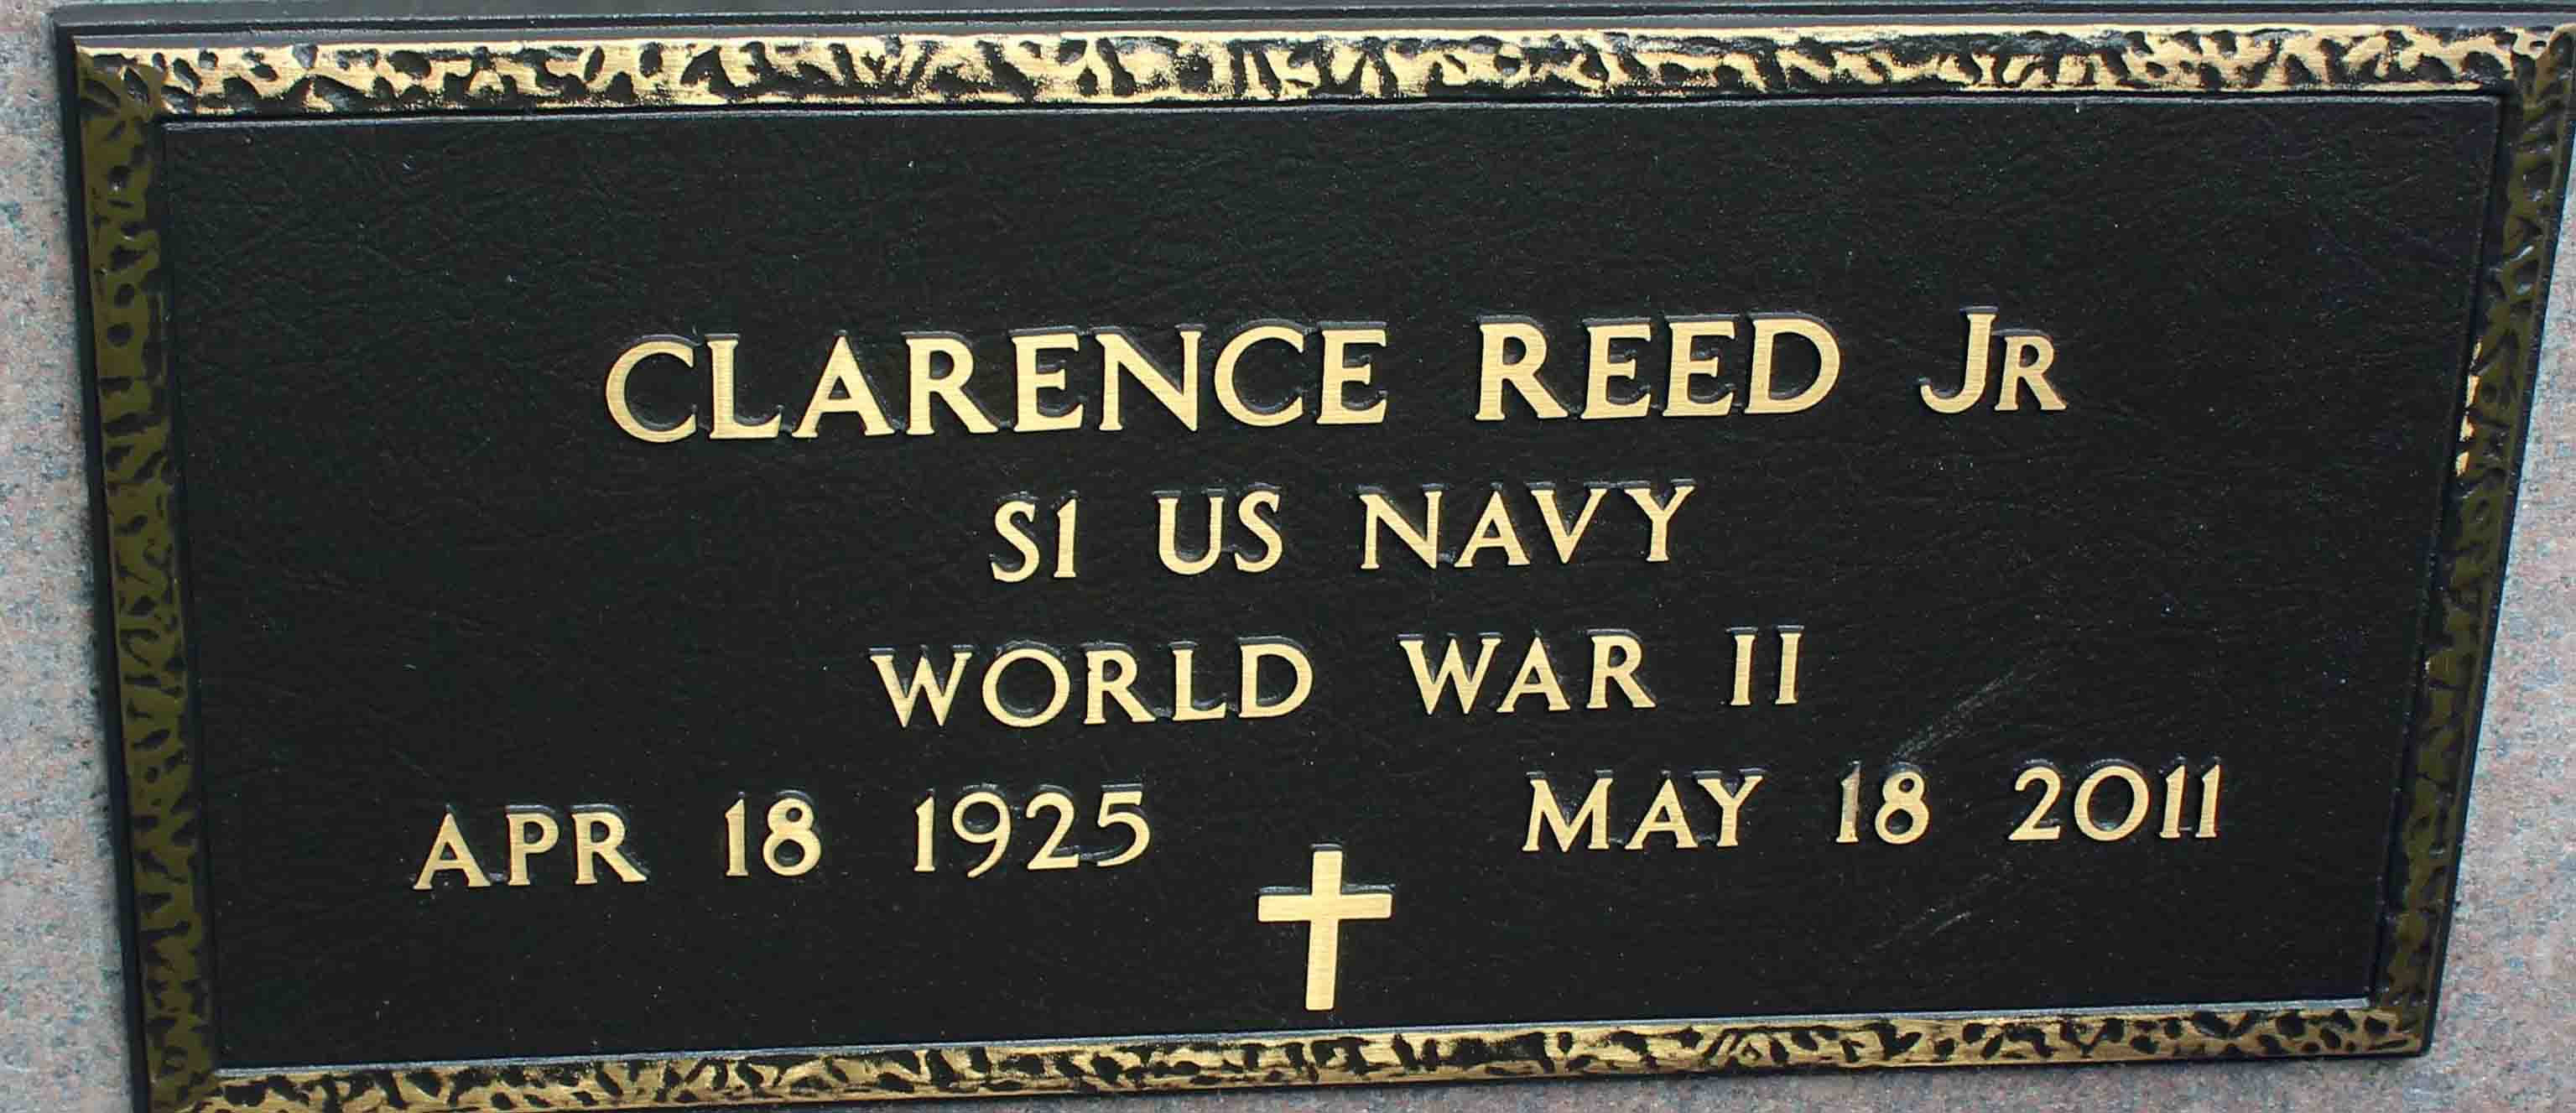 CLARENCE REED JR
S1 US NAVY
WORLD WAR II
APR 18 1925 MAY 18 2011